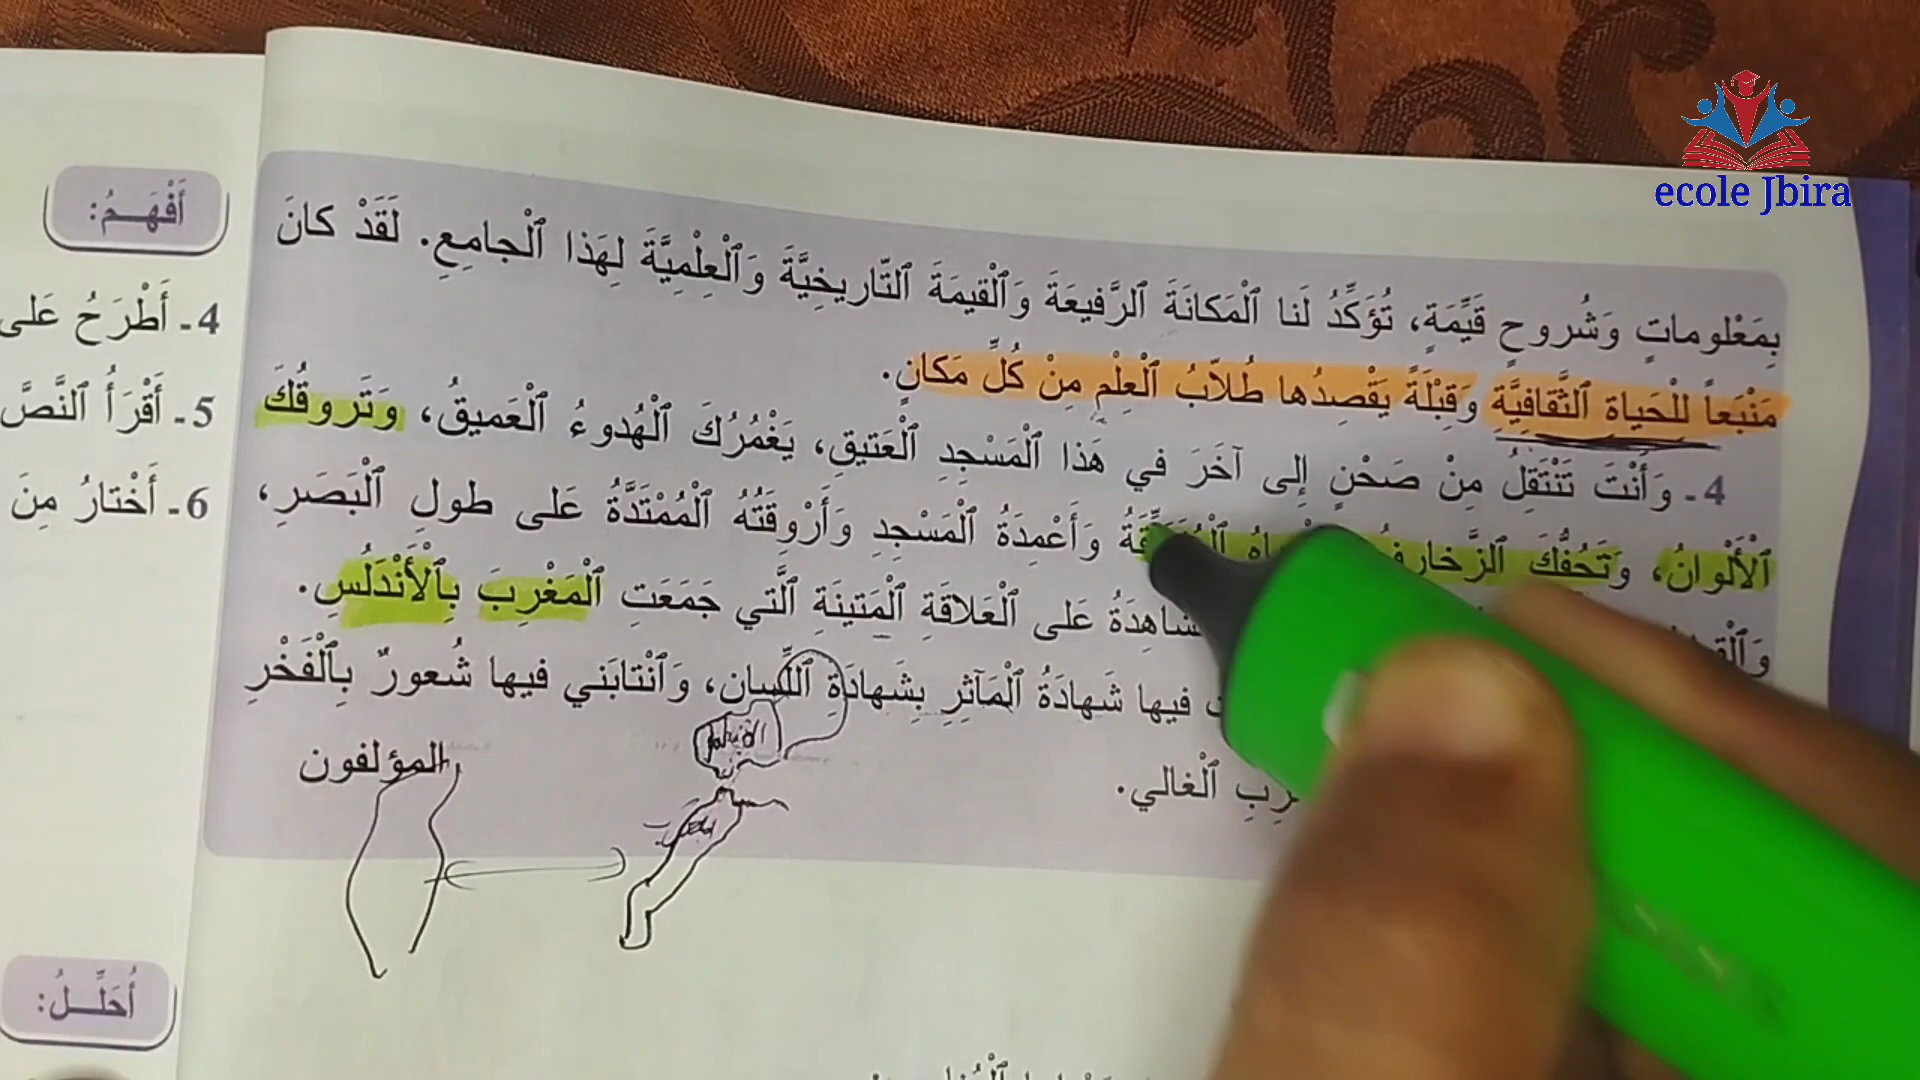 ecole Jbira
بِمَعْلوماتٍ وَشُروحٍ قَيِّمَةٍ، تُؤَكِّدُ لَنا ٱلْمَكانَةَ ٱلرَّفيعَةَ وَٱلْقيمَةَ ٱلتّاريخِيَّةَ وَٱلْعِلْمِيَّةَ لِهَذا ٱلْجامِعِ. لَقَدْ كانَ
مَنْبَعاً لِلْحَياةِ ٱلثَّقافِيَّةِ وَقِبْلَةً يَقْصِدُها طُلّابُ ٱلْعِلْمِ مِنْ كُلِّ مَكانٍ.
4- وَأَنْتَ تَنْتَقِلُ مِنْ صَحْنٍ إِلى آخَرَ في هَذا ٱلْمَسْجِدِ ٱلْعَتيقِ، يَغْمُرُكَ ٱلْهُدوءُ ٱلْعَميقُ، وَتَروقُكَ
ٱلْأَلْوانُ، وَتَحُفُّكَ ٱلزَّخارِفُ وَأَعْمِدَةُ ٱلْمَسْجِدِ وَأَرْوِقَتُهُ ٱلْمُمْتَدَّةُ عَلى طولِ ٱلْبَصَرِ،
شاهِدَةُ عَلى ٱلْعَلاقَةِ ٱلْمَتينَةِ ٱلَّتي جَمَعَتِ ٱلْمَغْرِبَ بِٱلْأَنْدَلُسِ.
فيها شَهادَةُ ٱلْمَآثِرِ بِشَهادَةِ ٱللِّسانِ، وَٱنْتابَني فيها شُعورٌ بِٱلْفَخْرِ
ٱلْغالي.
المؤلفون
أَفْهَمُ:
4- أَطْرَحُ عَلى
5- أَقْرَأُ ٱلنَّصَّ
6- أَخْتارُ مِنَ
أُحَلِّلُ: